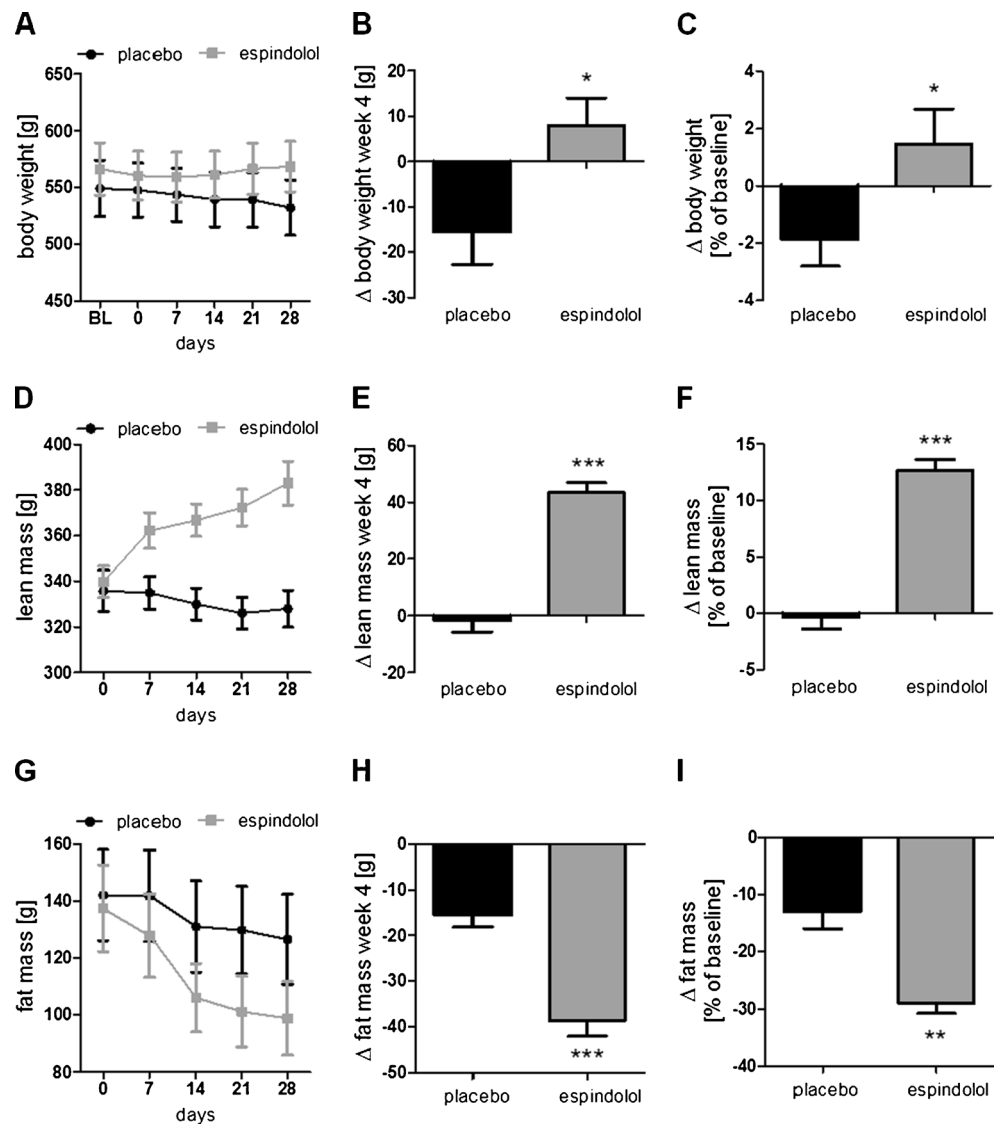 A
placebo espindolol
body weight [g]
650
600
550
500
450
BL 0 7 14 21 28
days
B
Δ body weight week 4 [g]
20
10
0
-10
-20
-30
*
placebo espindolol
C
Δ body weight
[% of baseline]
4
2
0
-2
-4
*
placebo espindolol
D
placebo espindolol
lean mass [g]
400
380
360
340
320
300
0 7 14 21 28
days
E
Δ lean mass week 4 [g]
60
40
20
0
-20
***
placebo espindolol
F
Δ lean mass
[% of baseline]
15
10
5
0
-5
***
placebo espindolol
G
placebo espindolol
fat mass [g]
160
140
120
100
80
0 7 14 21 28
days
H
Δ fat mass week 4 [g]
0
-10
-20
-30
-40
-50
***
placebo espindolol
I
Δ fat mass
[% of baseline]
0
-10
-20
-30
-40
**
placebo espindolol